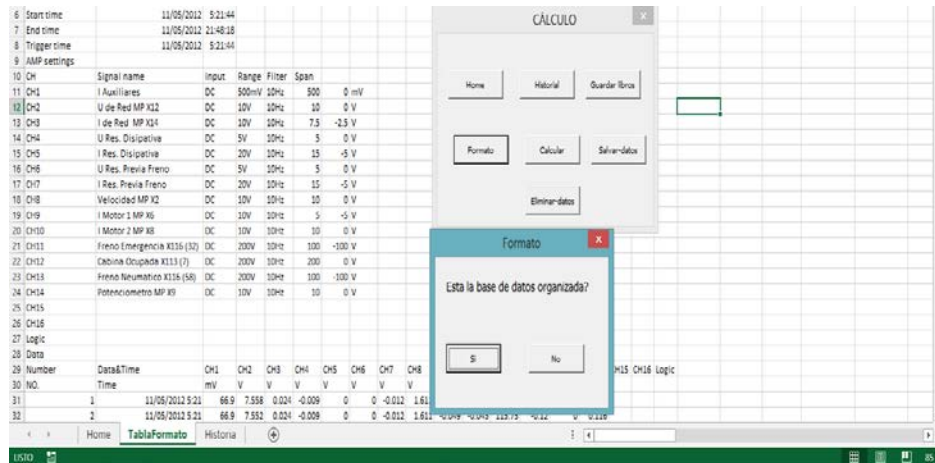 6 Start time 11/05/2012 5:21:44
7 End time 11/05/2012 21:48:18
8 Trigger time 11/05/2012 5:21:44
9 AMP settings
10 CH Signal name Input Range Filter Span
11 CH1 I Auxiliares DC 500mV 10Hz 500 0 mV
12 CH2 U de Red MP X12 DC 10V 10Hz 10 0 V
13 CH3 I de Red MP X14 DC 10V 10Hz 7.5 -2.5 V
14 CH4 U Res. Disipativa DC 5V 10Hz 5 0 V
15 CH5 I Res. Disipativa DC 20V 10Hz 15 -5 V
16 CH6 U Res. Previa Freno DC 5V 10Hz 5 0 V
17 CH7 I Res. Previa Freno DC 20V 10Hz 15 -5 V
18 CH8 Velocidad MP X2 DC 10V 10Hz 10 0 V
19 CH9 I Motor 1 MP X6 DC 10V 10Hz 5 -5 V
20 CH10 I Motor 2 MP X8 DC 10V 10Hz 10 0 V
21 CH11 Freno Emergencia X116 (32) DC 200V 10Hz 100 -100 V
22 CH12 Cabina Ocupada X113 (7) DC 200V 10Hz 200 0 V
23 CH13 Freno Neumatico X116 (58) DC 200V 10Hz 100 -100 V
24 CH14 Potenciometro MP X9 DC 10V 10Hz 10 0 V
25 CH15
26 CH16
27 Logic
28 Data
29 Number Data&Time CH1 CH2 CH3 CH4 CH5 CH6 CH7 CH8 CH15 CH16 Logic
30 NO. Time mV V V V V V V V
31 1 11/05/2012 5:21 66.9 7.558 0.024 -0.009 0 0 -0.012
32 2 11/05/2012 5:21 66.9 7.552 0.024 -0.009 0 0 -0.012 1.611 -0.049 -0.043 113.75 -0.12 0 0.116
CÁLCULO
x
Home Historial Guardar libros
Formato Calcular Salvar-datos
Eliminar-datos
Formato
x
Esta la base de datos organizada?
Si No
Home TablaFormato Historia
LISTO 85